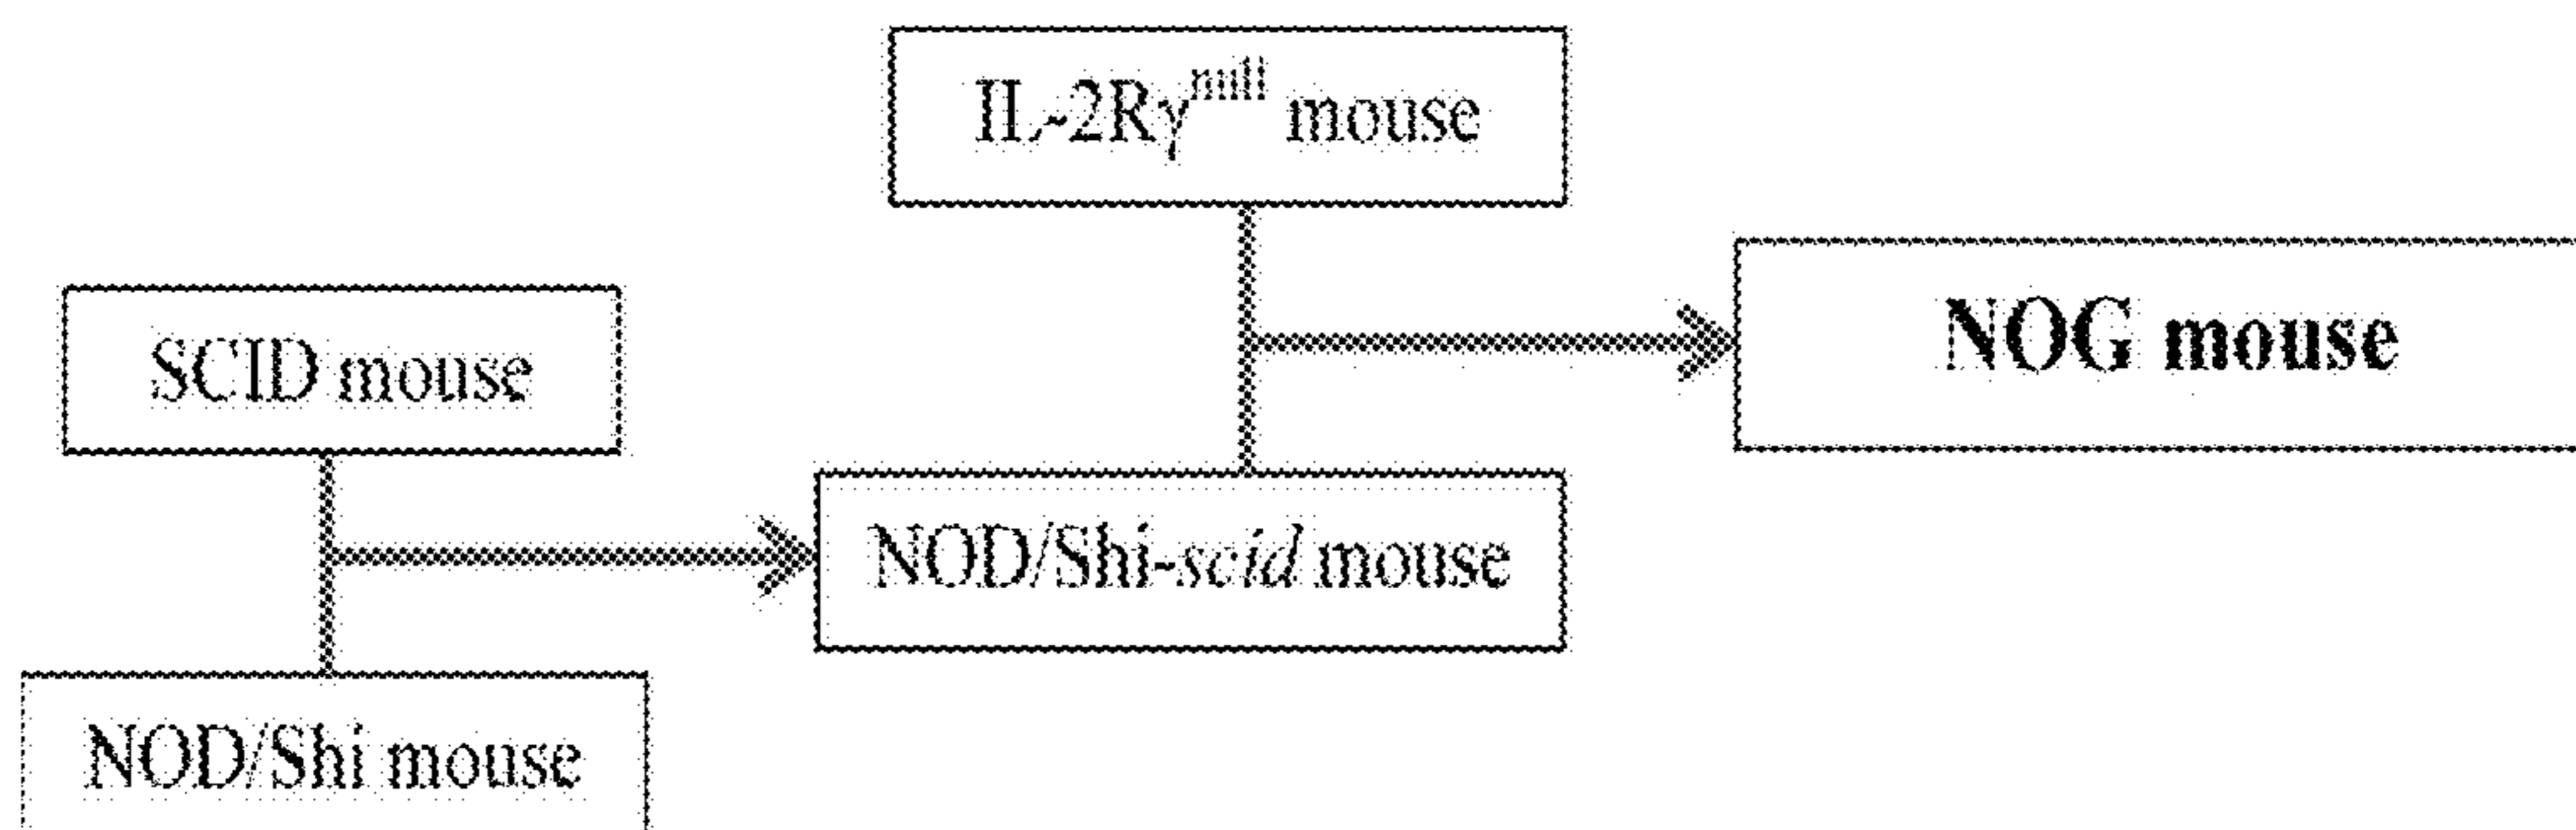 IL-2Rγ^null mouse
NOG mouse
SCID mouse
NOD/Shi-scid mouse
NOD/Shi mouse